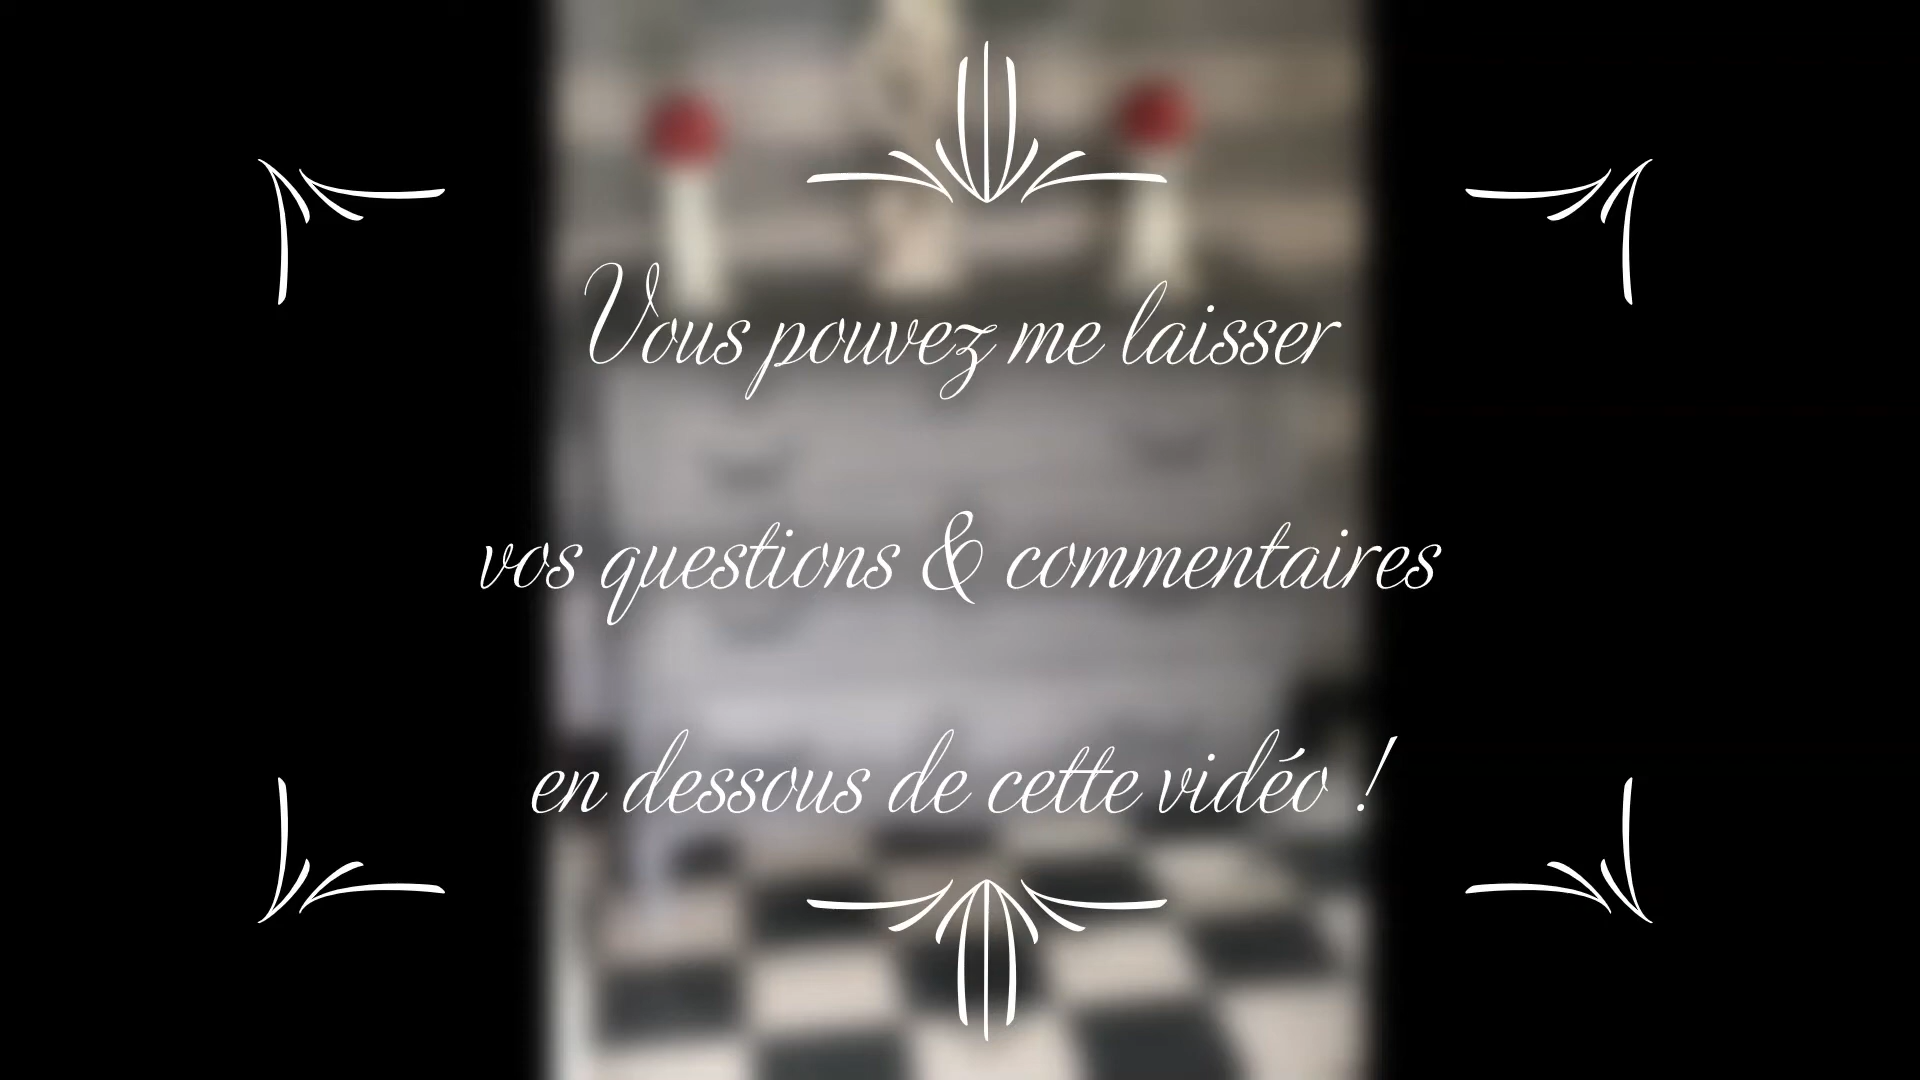 Vous pouvez me laisser
vos questions & commentaires
en dessous de cette vidéo !